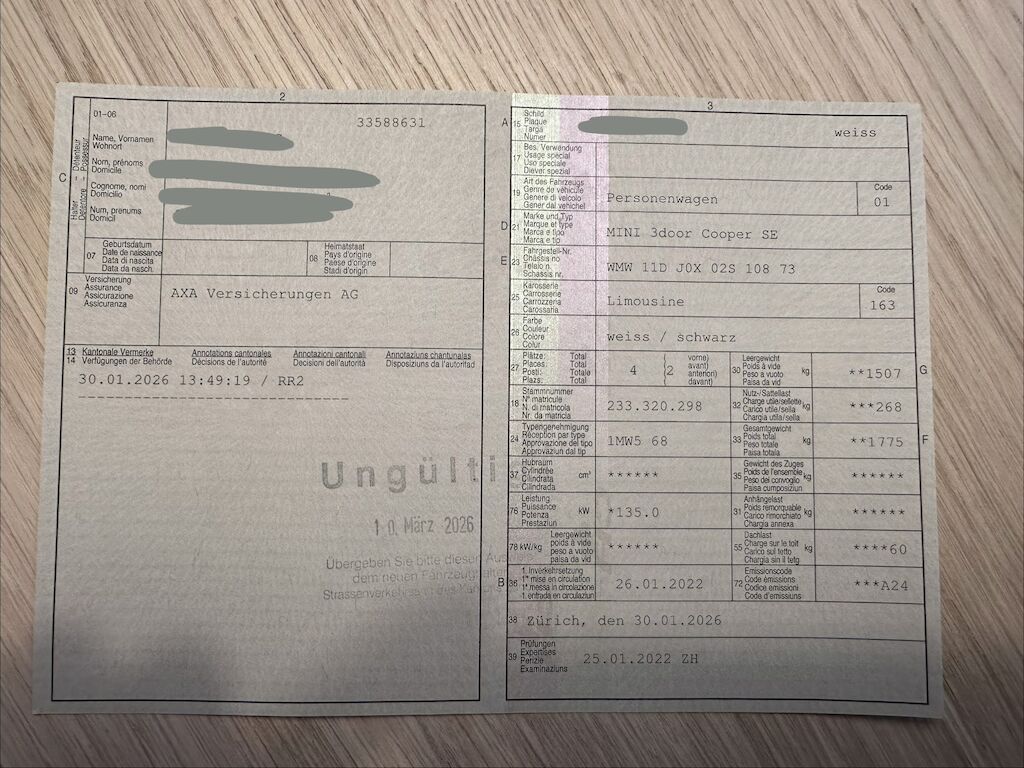 2
01–06
33588631
Halter
Détenteur
Detentore
Possessur
C
Name, Vornamen
Wohnort
Nom, prénoms
Domicile
Cognome, nomi
Domicilio
Num, prenums
Domicil
07
Geburtsdatum
Date de naissance
Data di nascita
Data da nasch.
08
Heimatstaat
Pays d'origine
Paese d'origine
Stadi d'origin
09
Versicherung
Assurance
Assicurazione
Assicuranza
AXA Versicherungen AG
13 Kantonale Vermerke Annotations cantonales Annotazioni cantonali Annotaziuns chantunalas
14 Verfügungen der Behörde Décisions de l'autorité Decisioni dell'autorità Disposiziuns da l'autoritad
30.01.2026 13:49:19 / RR2
Ungülti
10. März 2026
Übergeben Sie bitte diesen
dem neuen
3
A
15
Schild
Plaque
Targa
Numer
weiss
17
Bes. Verwendung
Usage spécial
Uso speciale
Diever spezial
19
Art des Fahrzeugs
Genre de véhicule
Genere di veicolo
Gener dal vehichel
Personenwagen
Code
01
D
21
Marke und Typ
Marque et type
Marca e tipo
Marca e tip
MINI 3door Cooper SE
E
23
Fahrgestell-Nr.
Châssis no
Telaio n.
Schassis nr.
WMW 11D J0X 02S 108 73
25
Karosserie
Carrosserie
Carrozzeria
Carossaria
Limousine
Code
163
26
Farbe
Couleur
Colore
Colur
weiss / schwarz
27
Plätze: Total
Places: Total
Posti: Totale
Plazs: Total
4
2
vorne)
avant)
anteriori)
davant)
30
Leergewicht
Poids à vide
Peso a vuoto
Paisa da vid
kg
**1507
G
18
Stammnummer
N° matricule
N. di matricola
Nr. da matricla
233.320.298
32
Nutz-/Sattellast
Charge utile/sellette
Carico utile/sella
Chargia utila/sella
kg
***268
24
Typengenehmigung
Réception par type
Approvazione del tipo
Approvaziun dal tip
1MW5 68
33
Gesamtgewicht
Poids total
Peso totale
Paisa totala
kg
**1775
F
37
Hubraum
Cylindrée
Cilindrata
Cilindrada
cm³
******
35
Gewicht des Zuges
Poids de l'ensemble
Peso del convoglio
Paisa cumposiziun
kg
******
76
Leistung
Puissance
Potenza
Prestaziun
kW
*135.0
31
Anhängelast
Poids remorquable
Carico rimorchiato
Chargia annexa
kg
******
78 kW/kg
Leergewicht
poids à vide
peso a vuoto
paisa da vid
******
55
Dachlast
Charge sur le toit
Carico sul tetto
Chargia sin il tetg
kg
****60
B
36
1. Inverkehrsetzung
1re mise en circulation
1a messa in circolazione
1. entrada en circulaziun
26.01.2022
72
Emissionscode
Code émissions
Codice emissioni
Code d'emissiuns
***A24
38
Zürich, den 30.01.2026
39
Prüfungen
Expertises
Perizie
Examinaziuns
25.01.2022 ZH